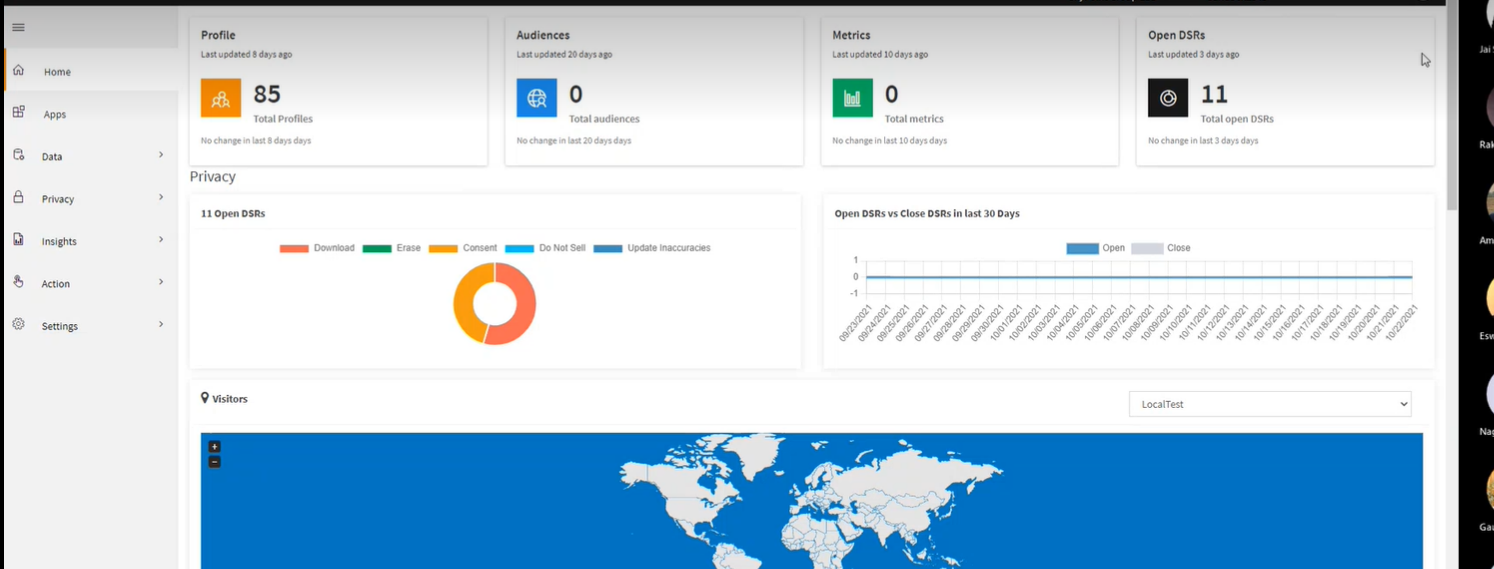 Home
Apps
Data
Privacy
Insights
Action
Settings
Profile
Last updated 8 days ago
85
Total Profiles
No change in last 8 days days
Audiences
Last updated 20 days ago
0
Total audiences
No change in last 20 days days
Metrics
Last updated 10 days ago
0
Total metrics
No change in last 10 days days
Open DSRs
Last updated 3 days ago
11
Total open DSRs
No change in last 3 days days
Privacy
11 Open DSRs
Download Erase Consent Do Not Sell Update Inaccuracies
Open DSRs vs Close DSRs in last 30 Days
Open Close
1
0
-1
09/23/2021 09/24/2021 09/25/2021 09/26/2021 09/27/2021 09/28/2021 09/29/2021 09/30/2021 10/01/2021 10/02/2021 10/03/2021 10/04/2021 10/05/2021 10/06/2021 10/07/2021 10/08/2021 10/09/2021 10/10/2021 10/11/2021 10/12/2021 10/13/2021 10/14/2021 10/15/2021 10/16/2021 10/17/2021 10/18/2021 10/19/2021 10/20/2021 10/21/2021 10/22/2021
Visitors
LocalTest
+
−
Jai
Rak
Am
Esw
Nag